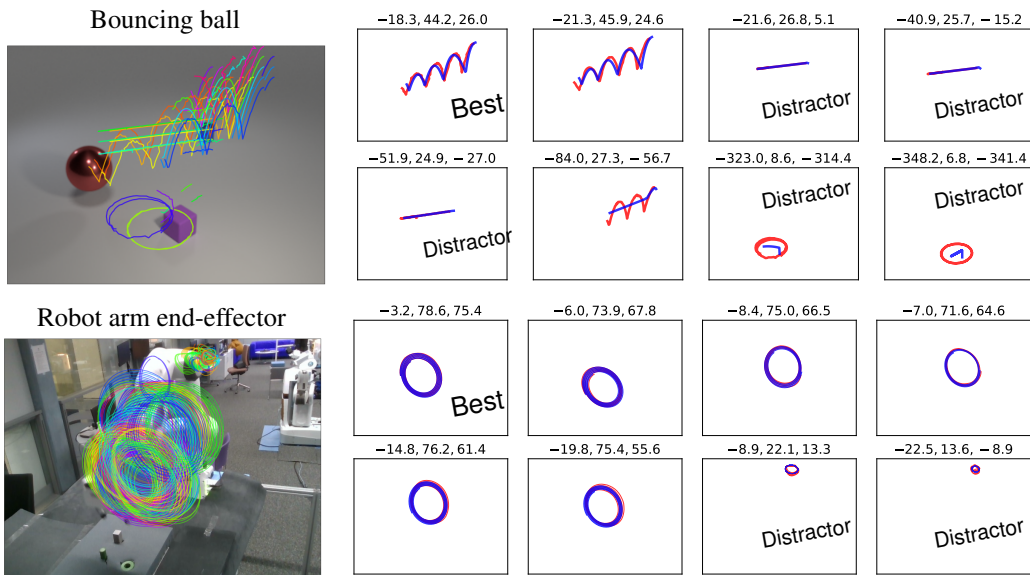 Bouncing ball
−18.3, 44.2, 26.0
−21.3, 45.9, 24.6
−21.6, 26.8, 5.1
−40.9, 25.7, − 15.2
Best
Distractor
Distractor
−51.9, 24.9, − 27.0
−84.0, 27.3, − 56.7
−323.0, 8.6, − 314.4
−348.2, 6.8, − 341.4
Distractor
Distractor
Distractor
Robot arm end-effector
−3.2, 78.6, 75.4
−6.0, 73.9, 67.8
−8.4, 75.0, 66.5
−7.0, 71.6, 64.6
Best
−14.8, 76.2, 61.4
−19.8, 75.4, 55.6
−8.9, 22.1, 13.3
−22.5, 13.6, − 8.9
Distractor
Distractor